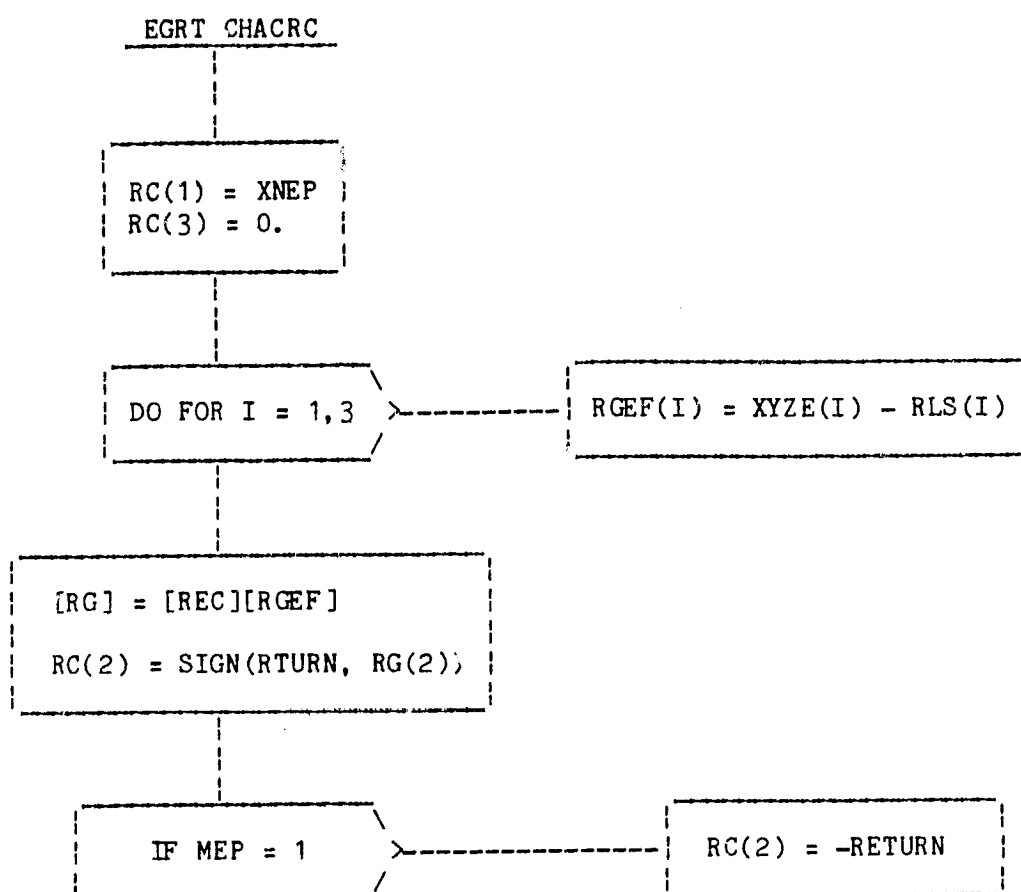 EGRT CHACRC
RC(1) = XNEP
RC(3) = 0.
DO FOR I = 1,3
RGEF(I) = XYZE(I) - RLS(I)
[RG] = [REC][RGEF]
RC(2) = SIGN(RTURN, RG(2))
IF MEP = 1
RC(2) = -RETURN